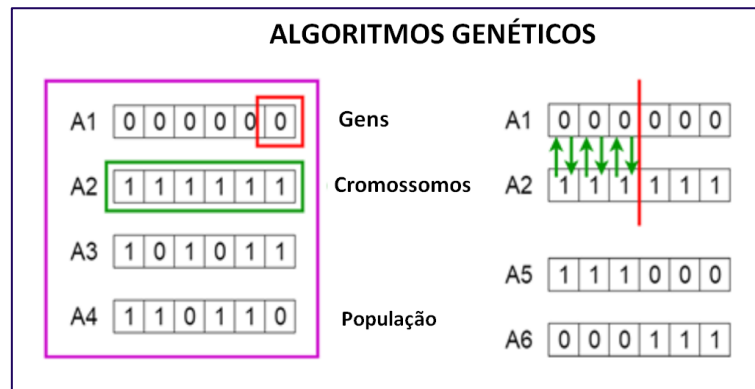 ALGORITMOS GENÉTICOS
A1 0 0 0 0 0 0 Gens
A2 1 1 1 1 1 1 Cromossomos
A3 1 0 1 0 1 1
A4 1 1 0 1 1 0 População
A1 0 0 0 0 0 0
A2 1 1 1 1 1 1
A5 1 1 1 0 0 0
A6 0 0 0 1 1 1